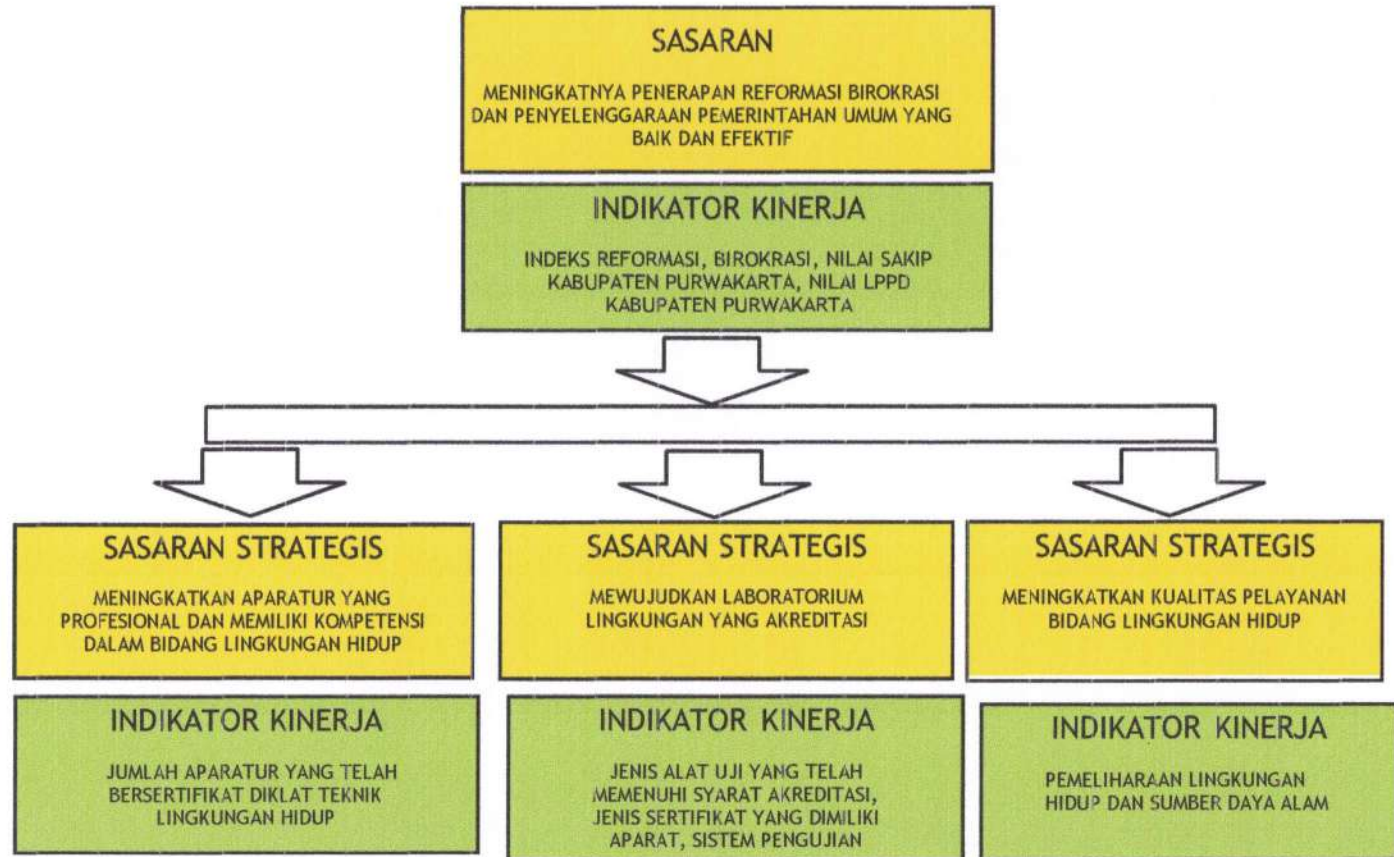 SASARAN
MENINGKATNYA PENERAPAN REFORMASI BIROKRASI
DAN PENYELENGGARAAN PEMERINTAHAN UMUM YANG
BAIK DAN EFEKTIF
INDIKATOR KINERJA
INDEKS REFORMASI, BIROKRASI, NILAI SAKIP
KABUPATEN PURWAKARTA, NILAI LPPD
KABUPATEN PURWAKARTA
SASARAN STRATEGIS
MENINGKATKAN APARATUR YANG
PROFESIONAL DAN MEMILIKI KOMPETENSI
DALAM BIDANG LINGKUNGAN HIDUP
INDIKATOR KINERJA
JUMLAH APARATUR YANG TELAH
BERSERTIFIKAT DIKLAT TEKNIK
LINGKUNGAN HIDUP
SASARAN STRATEGIS
MEWUJUDKAN LABORATORIUM
LINGKUNGAN YANG AKREDITASI
INDIKATOR KINERJA
JENIS ALAT UJI YANG TELAH
MEMENUHI SYARAT AKREDITASI,
JENIS SERTIFIKAT YANG DIMILIKI
APARAT, SISTEM PENGUJIAN
SASARAN STRATEGIS
MENINGKATKAN KUALITAS PELAYANAN
BIDANG LINGKUNGAN HIDUP
INDIKATOR KINERJA
PEMELIHARAAN LINGKUNGAN
HIDUP DAN SUMBER DAYA ALAM